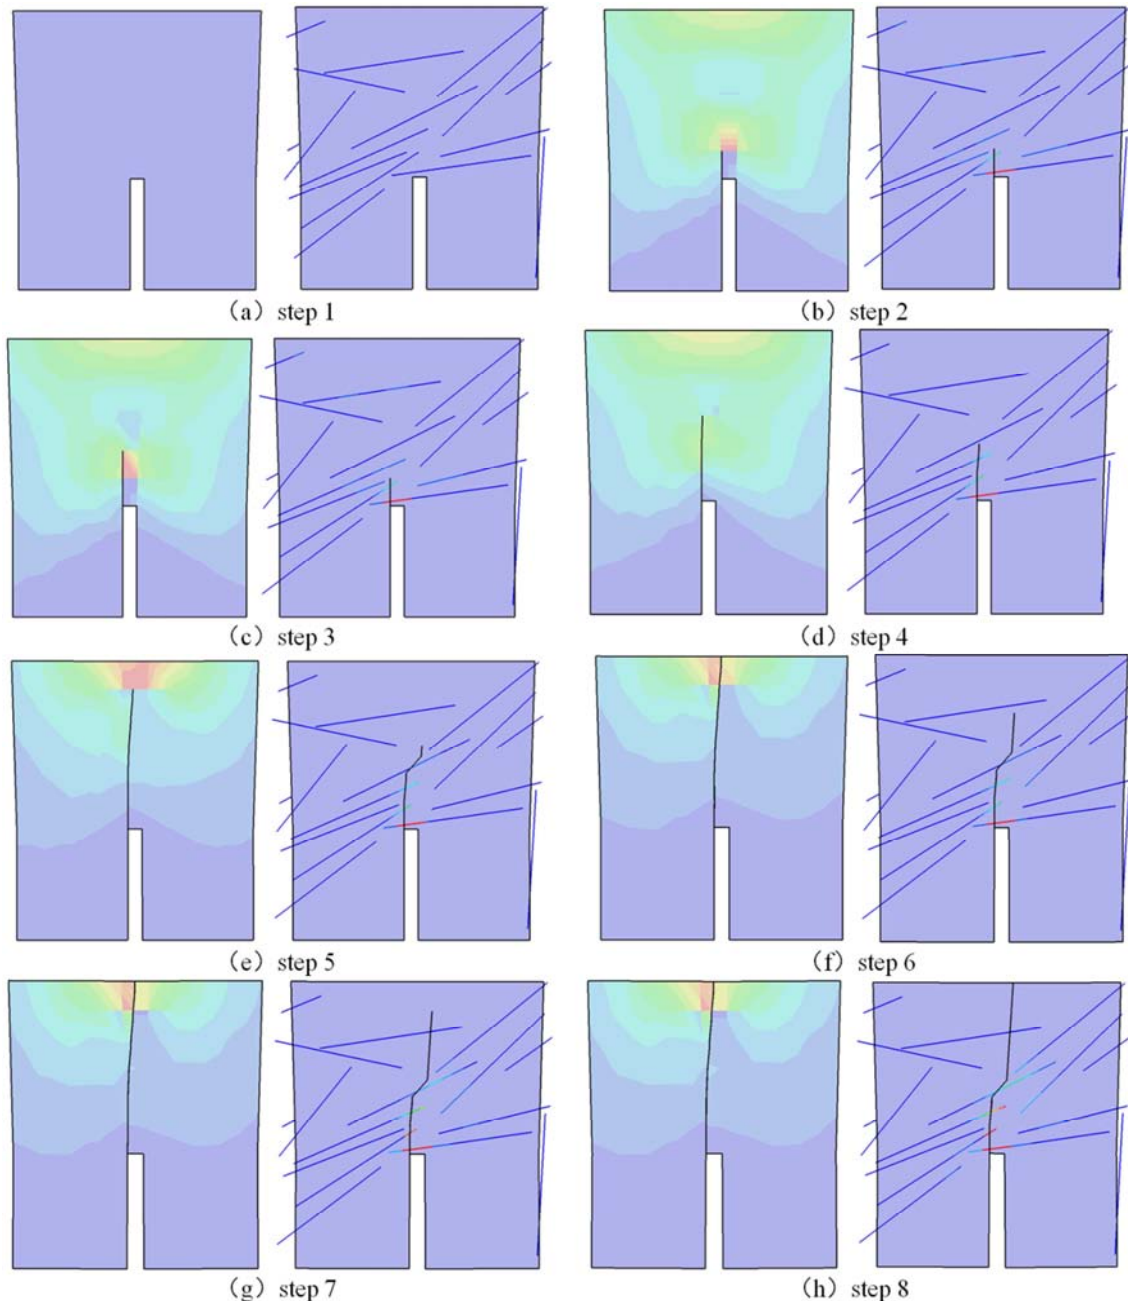 （a）step 1
（b）step 2
（c）step 3
（d）step 4
（e）step 5
（f）step 6
（g）step 7
（h）step 8